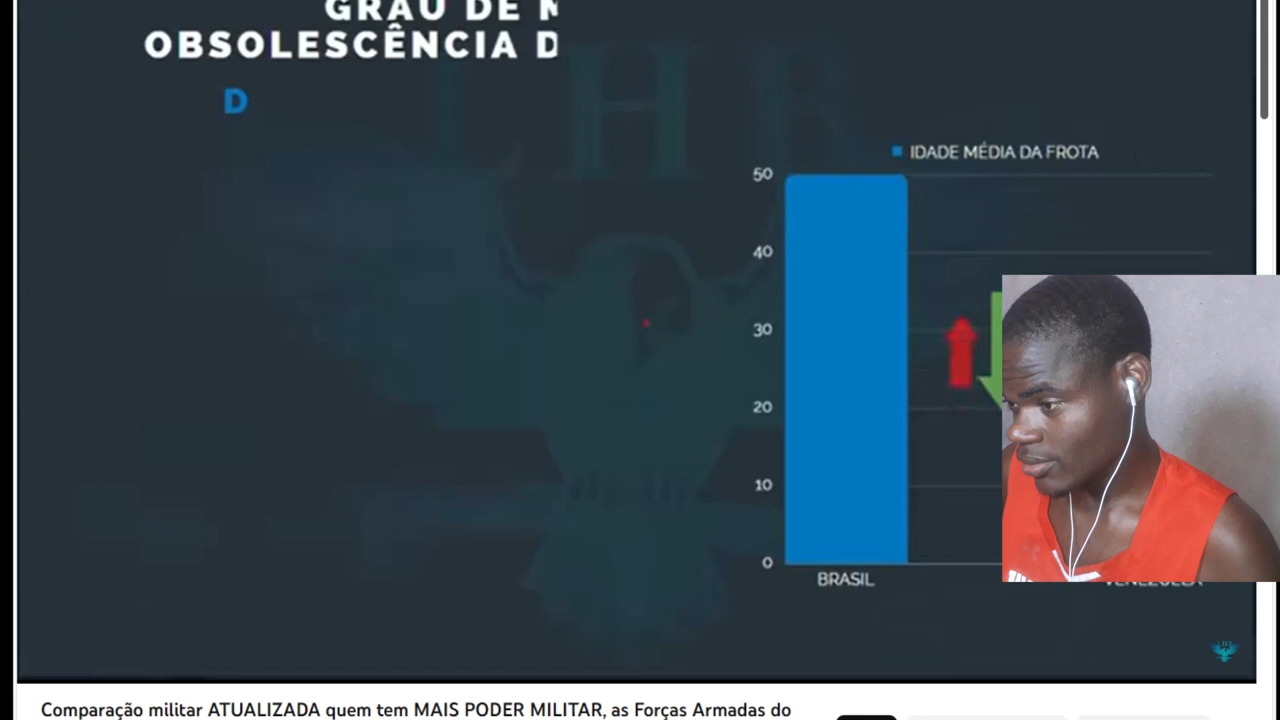 GRAU DE
OBSOLESCÊNCIA D
D
IDADE MÉDIA DA FROTA
50
40
30
20
10
0
BRASIL
VENEZUELA
Comparação militar ATUALIZADA quem tem MAIS PODER MILITAR, as Forças Armadas do